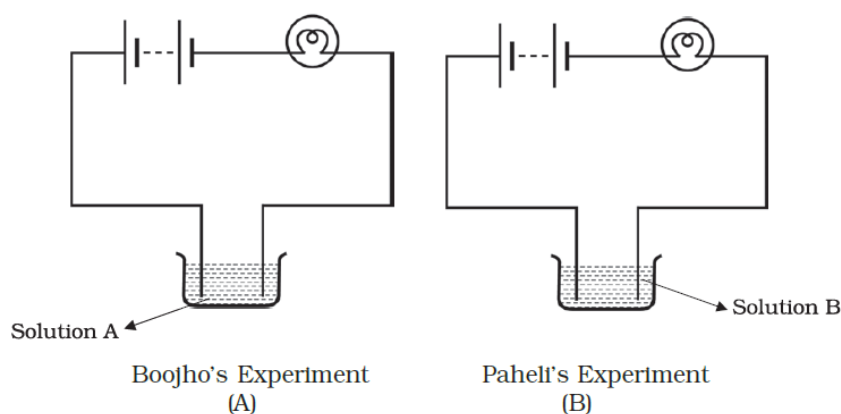 Solution A
Solution B
Boojho's Experiment
(A)
Paheli's Experiment
(B)